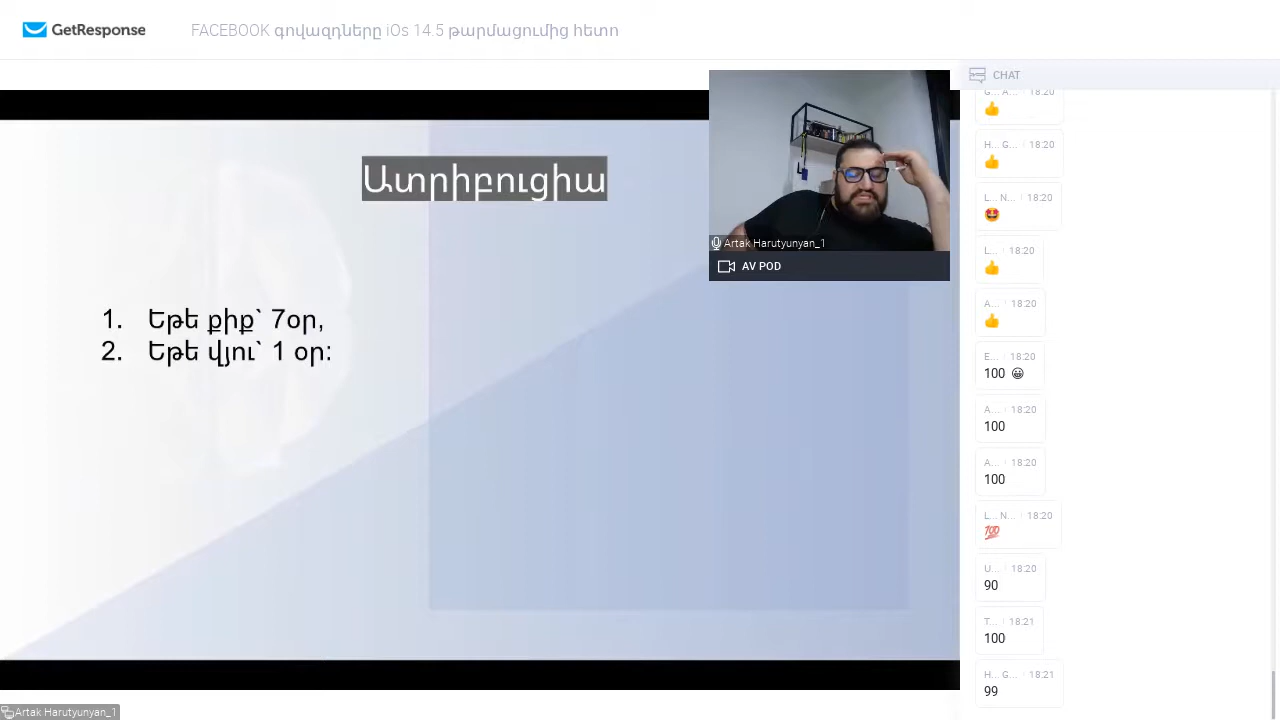 GetResponse
FACEBOOK գովազդները iOs 14.5 թարմացումից հետո
CHAT
Ատրիբուցիա
1. Եթե քիք՝ 7օր,
2. Եթե վյու՝ 1 օր:
Artak Harutyunyan_1
AV POD
G... A... 18:20
👍
H... G... 18:20
👍
L... N... 18:20
🤩
L... 18:20
👍
A... 18:20
👍
E... 18:20
100 😀
A... 18:20
100
A... 18:20
100
L... N... 18:20
💯
U... 18:20
90
T... 18:21
100
H... G... 18:21
99
Artak Harutyunyan_1